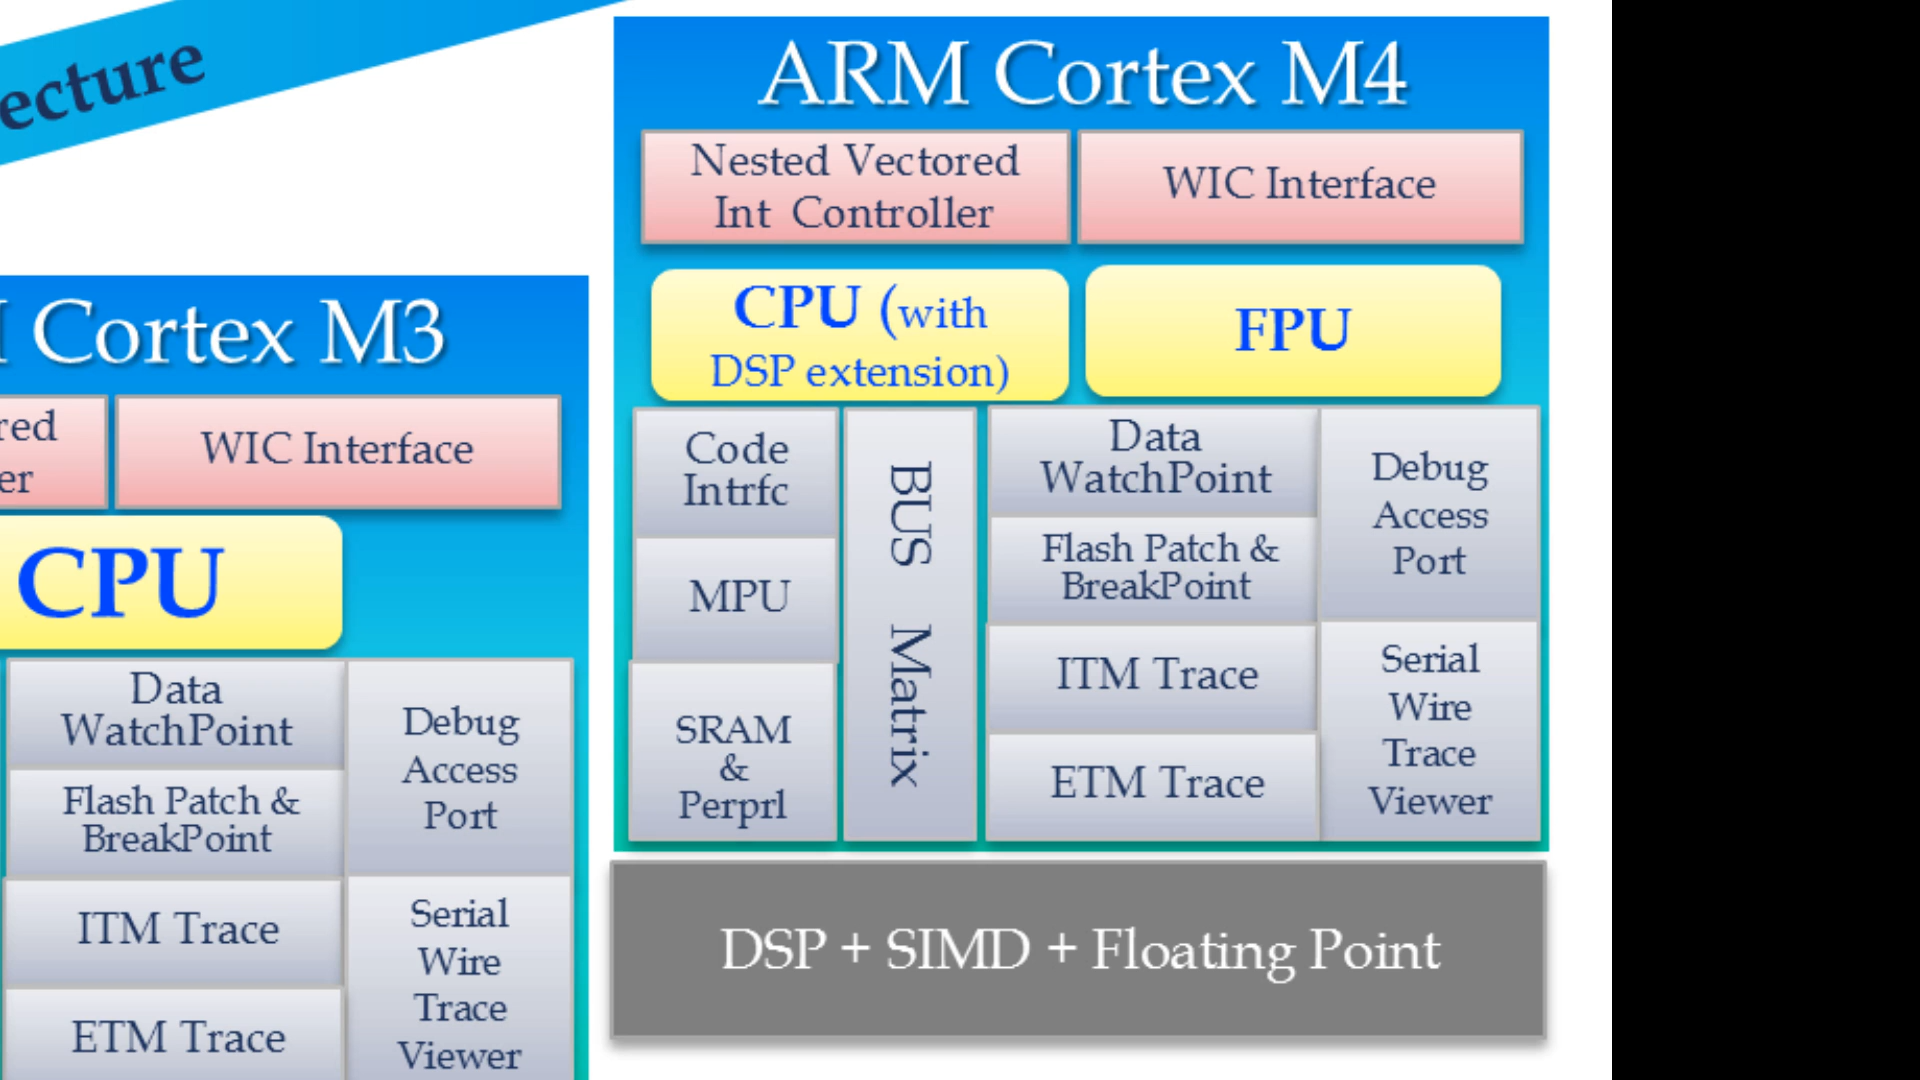 ecture
ARM Cortex M4
Nested Vectored
Int Controller
WIC Interface
CPU (with
DSP extension)
FPU
Code
Intrfc
MPU
SRAM
&
Perprl
BUS Matrix
Data
WatchPoint
Flash Patch &
BreakPoint
ITM Trace
ETM Trace
Debug
Access
Port
Serial
Wire
Trace
Viewer
DSP + SIMD + Floating Point
Cortex M3
red
er
WIC Interface
CPU
Data
WatchPoint
Flash Patch &
BreakPoint
ITM Trace
ETM Trace
Debug
Access
Port
Serial
Wire
Trace
Viewer